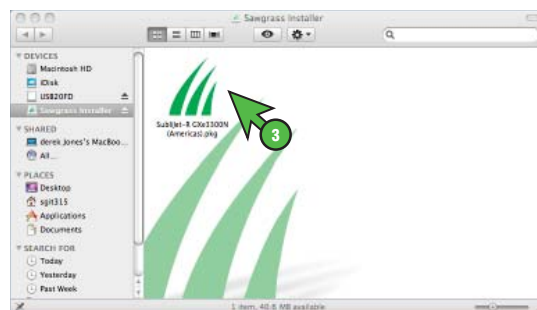 Sawgrass Installer
DEVICES
Macintosh HD
iDisk
USB20FD
Sawgrass Installer
SHARED
derek jones's MacBoo...
All...
PLACES
Desktop
sgit315
Applications
Documents
SEARCH FOR
Today
Yesterday
Past Week
SubliJet-R GXe3300N
(Americas).pkg
3
1 item, 40.6 MB available